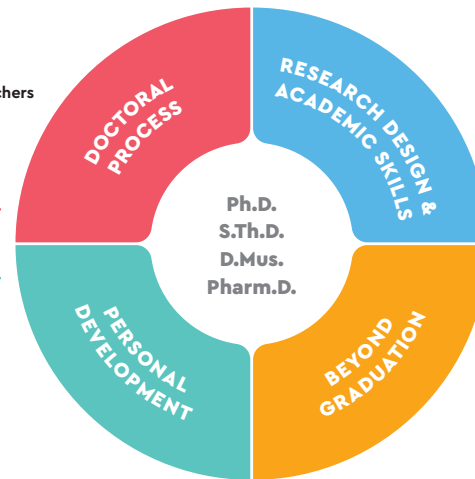 DOCTORAL
PROCESS
RESEARCH DESIGN &
ACADEMIC SKILLS
Ph.D.
S.Th.D.
D.Mus.
Pharm.D.
PERSONAL
DEVELOPMENT
BEYOND
GRADUATION